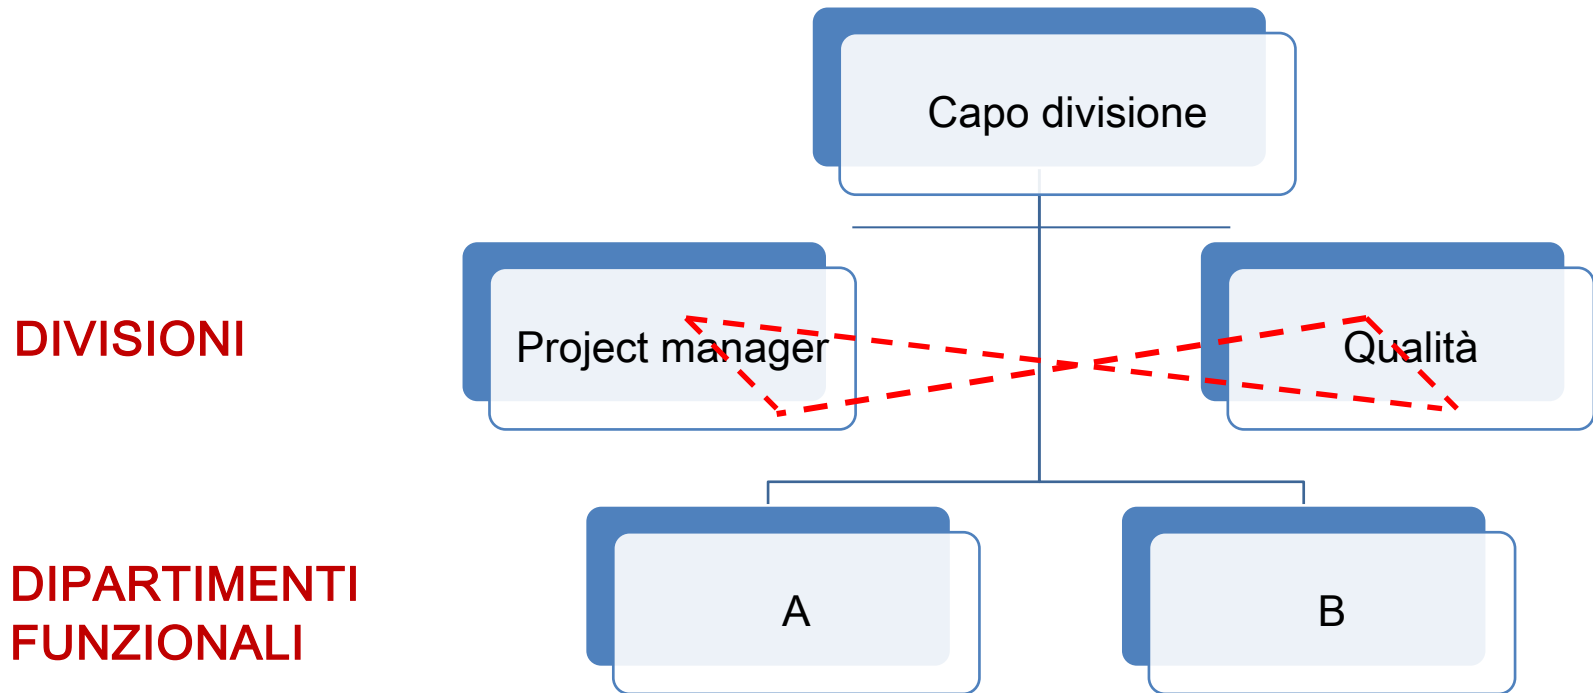 Capo divisione
DIVISIONI
Project manager
Qualità
DIPARTIMENTI
FUNZIONALI
A
B